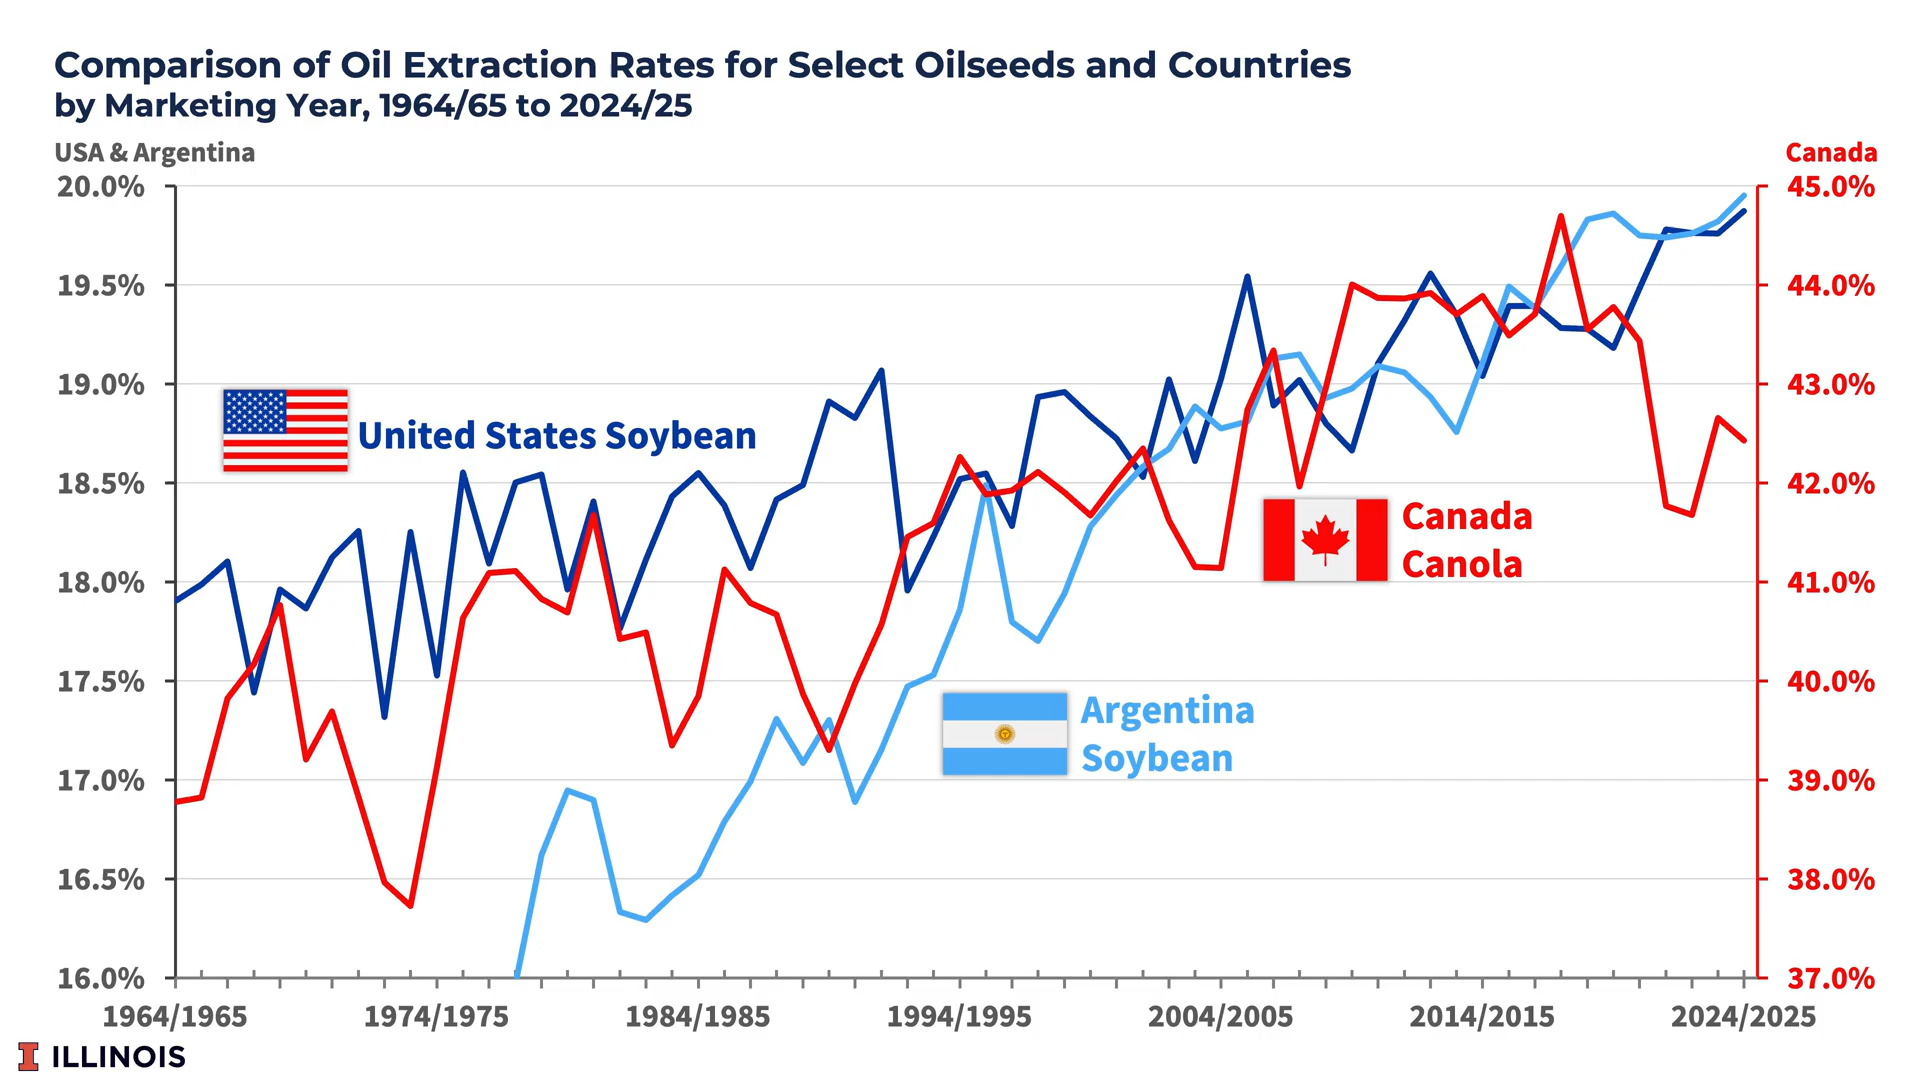 Comparison of Oil Extraction Rates for Select Oilseeds and Countries
by Marketing Year, 1964/65 to 2024/25
USA & Argentina
Canada
20.0%
19.5%
19.0%
18.5%
18.0%
17.5%
17.0%
16.5%
16.0%
45.0%
44.0%
43.0%
42.0%
41.0%
40.0%
39.0%
38.0%
37.0%
United States Soybean
Canada
Canola
Argentina
Soybean
1964/1965
1974/1975
1984/1985
1994/1995
2004/2005
2014/2015
2024/2025
ILLINOIS